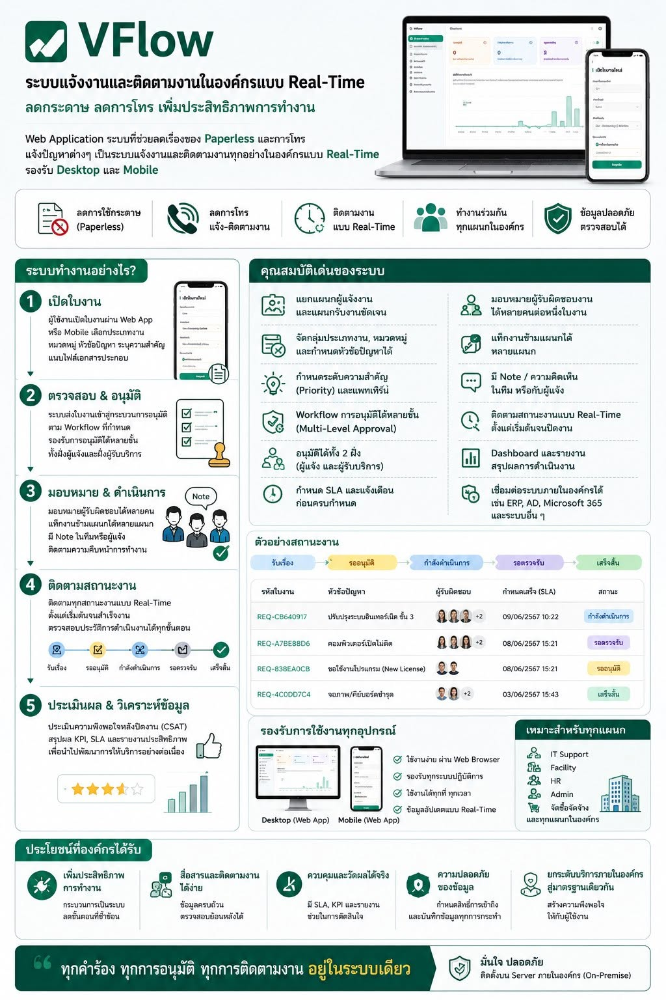 VFlow
ระบบแจ้งงานและติดตามงานในองค์กรแบบ Real-Time
ลดกระดาษ ลดการโทร เพิ่มประสิทธิภาพการทำงาน
Web Application ระบบที่ช่วยลดเรื่องของ Paperless และการโทร
แจ้งปัญหาต่างๆ เป็นระบบแจ้งงานและติดตามงานทุกอย่างในองค์กรแบบ Real-Time
รองรับ Desktop และ Mobile
VFlow
Dashboard
0
0
ลดการใช้กระดาษ
(Paperless)
ลดการโทร
แจ้ง-ติดตามงาน
ติดตามงาน
แบบ Real-Time
ทำงานร่วมกัน
ทุกแผนกในองค์กร
ข้อมูลปลอดภัย
ตรวจสอบได้
ระบบทำงานอย่างไร?
1
เปิดใบงาน
ผู้ใช้งานเปิดใบงานผ่าน Web App
หรือ Mobile เลือกประเภทงาน
หมวดหมู่ หัวข้อปัญหา ระบุความสำคัญ
แนบไฟล์เอกสารประกอบ
2
ตรวจสอบ & อนุมัติ
ระบบส่งใบงานเข้าสู่กระบวนการอนุมัติ
ตาม Workflow ที่กำหนด
รองรับการอนุมัติได้หลายชั้น
ทั้งฝั่งผู้แจ้งและฝั่งผู้รับบริการ
3
มอบหมาย & ดำเนินการ
มอบหมายผู้รับผิดชอบได้หลายคน
แท็กงานข้ามแผนกได้หลายแผนก
มี Note ในทีมหรือผู้แจ้ง
ติดตามความคืบหน้าการทำงาน
Note
4
ติดตามสถานะงาน
ติดตามทุกสถานะงานแบบ Real-Time
ตั้งแต่เริ่มต้นจนสำเร็จงาน
ตรวจสอบประวัติการดำเนินงานได้ทุกขั้นตอน
รับเรื่อง
รออนุมัติ
กำลังดำเนินการ
รอตรวจรับ
เสร็จสิ้น
5
ประเมินผล & วิเคราะห์ข้อมูล
ประเมินความพึงพอใจหลังปิดงาน (CSAT)
สรุปผล KPI, SLA และรายงานประสิทธิภาพ
เพื่อนำไปพัฒนาการให้บริการอย่างต่อเนื่อง
คุณสมบัติเด่นของระบบ
แยกแผนกผู้แจ้งงาน
และแผนกรับงานชัดเจน
มอบหมายผู้รับผิดชอบงาน
ได้หลายคนต่อหนึ่งใบงาน
จัดกลุ่มประเภทงาน, หมวดหมู่
และกำหนดหัวข้อปัญหาได้
แท็กงานข้ามแผนกได้
หลายแผนก
กำหนดระดับความสำคัญ
(Priority) และแพทเทิร์น
มี Note / ความคิดเห็น
ในทีม หรือกับผู้แจ้ง
Workflow การอนุมัติได้หลายชั้น
(Multi-Level Approval)
ติดตามสถานะงานแบบ Real-Time
ตั้งแต่เริ่มต้นจนปิดงาน
อนุมัติได้ทั้ง 2 ฝั่ง
(ผู้แจ้ง และผู้รับบริการ)
Dashboard และรายงาน
สรุปผลการดำเนินงาน
กำหนด SLA และแจ้งเตือน
ก่อนครบกำหนด
เชื่อมต่อระบบภายในองค์กรได้
เช่น ERP, AD, Microsoft 365
และระบบอื่น ๆ
ตัวอย่างสถานะงาน
รับเรื่อง
รออนุมัติ
กำลังดำเนินการ
รอตรวจรับ
เสร็จสิ้น
รหัสใบงาน หัวข้อปัญหา ผู้รับผิดชอบ กำหนดเสร็จ (SLA) สถานะ
REQ-CB640917 ปรับปรุงระบบอินเทอร์เน็ต ชั้น 3 +2 09/06/2567 10:22 กำลังดำเนินการ
REQ-A7BE88D6 คอมพิวเตอร์เปิดไม่ติด +2 08/06/2567 15:21 รอตรวจรับ
REQ-838EA0CB ขอใช้งานโปรแกรม (New License) 08/06/2567 15:21 รออนุมัติ
REQ-4C0DD7C4 จอภาพ/คีย์บอร์ดชำรุด +2 03/06/2567 15:43 เสร็จสิ้น
รองรับการใช้งานทุกอุปกรณ์
Desktop (Web App)
Mobile (Web App)
ใช้งานง่าย ผ่าน Web Browser
รองรับทุกระบบปฏิบัติการ
ใช้งานได้ทุกที่ ทุกเวลา
ข้อมูลอัปเดตแบบ Real-Time
เหมาะสำหรับทุกแผนก
IT Support
Facility
HR
Admin
จัดซื้อจัดจ้าง
และทุกแผนกในองค์กร
ประโยชน์ที่องค์กรได้รับ
เพิ่มประสิทธิภาพ
การทำงาน
กระบวนการเป็นระบบ
ลดขั้นตอนที่ซ้ำซ้อน
สื่อสารและติดตามงาน
ได้ง่าย
ข้อมูลครบถ้วน
ตรวจสอบย้อนหลังได้
ควบคุมและวัดผลได้จริง
มี SLA, KPI และรายงาน
ช่วยในการตัดสินใจ
ความปลอดภัย
ของข้อมูล
กำหนดสิทธิ์การเข้าถึง
และบันทึกข้อมูลทุกการกระทำ
ยกระดับบริการภายในองค์กร
สู่มาตรฐานเดียวกัน
สร้างความพึงพอใจ
ให้กับผู้ใช้งาน
ทุกคำร้อง ทุกการอนุมัติ ทุกการติดตามงาน อยู่ในระบบเดียว
มั่นใจ ปลอดภัย
ติดตั้งบน Server ภายในองค์กร (On-Premise)